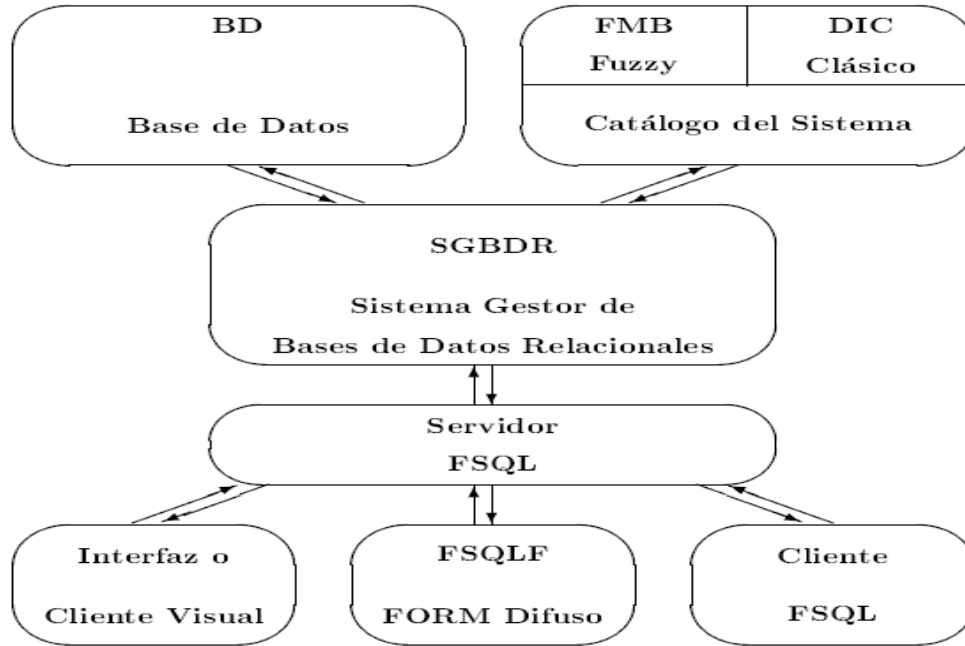 BD
Base de Datos
FMB
Fuzzy
DIC
Clásico
Catálogo del Sistema
SGBDR
Sistema Gestor de
Bases de Datos Relacionales
Servidor
FSQL
Interfaz o
Cliente Visual
FSQLF
FORM Difuso
Cliente
FSQL